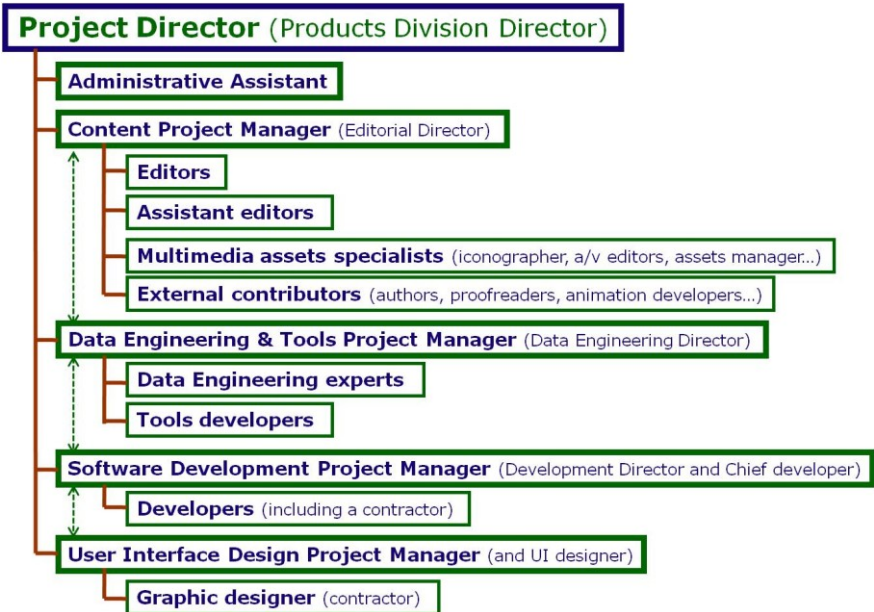 Project Director (Products Division Director)
Administrative Assistant
Content Project Manager (Editorial Director)
Editors
Assistant editors
Multimedia assets specialists (iconographer, a/v editors, assets manager...)
External contributors (authors, proofreaders, animation developers...)
Data Engineering & Tools Project Manager (Data Engineering Director)
Data Engineering experts
Tools developers
Software Development Project Manager (Development Director and Chief developer)
Developers (including a contractor)
User Interface Design Project Manager (and UI designer)
Graphic designer (contractor)